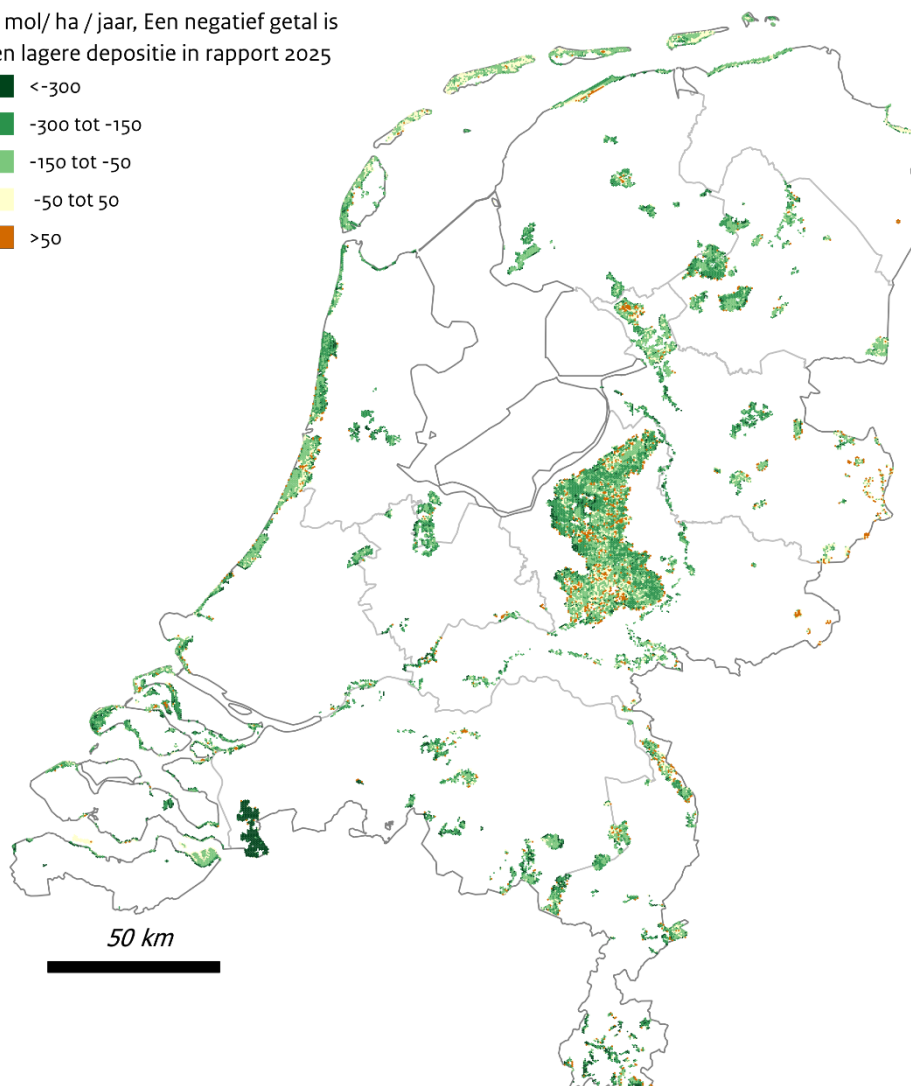 mol/ ha / jaar, Een negatief getal is
en lagere depositie in rapport 2025
<-300
-300 tot -150
-150 tot -50
-50 tot 50
>50
50 km